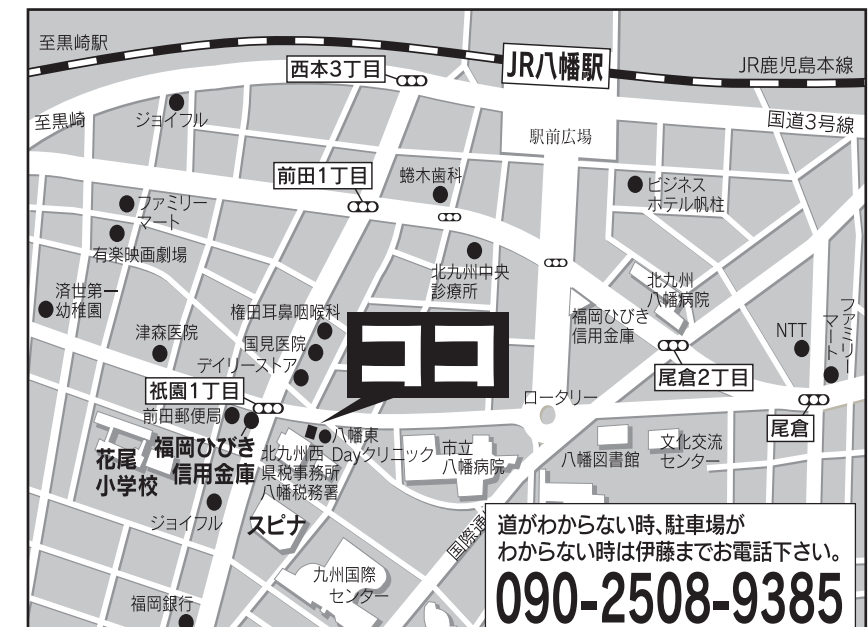 至黒崎駅
西本3丁目
JR八幡駅
JR鹿児島本線
至黒崎
ジョイフル
駅前広場
国道3号線
前田1丁目
蜷木歯科
ビジネス
ホテル帆柱
ファミリー
マート
有楽映画劇場
北九州中央
診療所
北九州
八幡病院
済世第一
幼稚園
権田耳鼻咽喉科
福岡ひびき
信用金庫
ファミリー
マート
津森医院
国見医院
デイリーストア
ココ
NTT
尾倉2丁目
祇園1丁目
ロータリー
前田郵便局
尾倉
花尾
小学校
福岡ひびき
信用金庫
北九州西
県税事務所
八幡税務署
八幡東
Dayクリニック
市立
八幡病院
八幡図書館
文化交流
センター
ジョイフル
スピナ
国際通
九州国際
センター
福岡銀行
道がわからない時、駐車場が
わからない時は伊藤までお電話下さい。
090-2508-9385